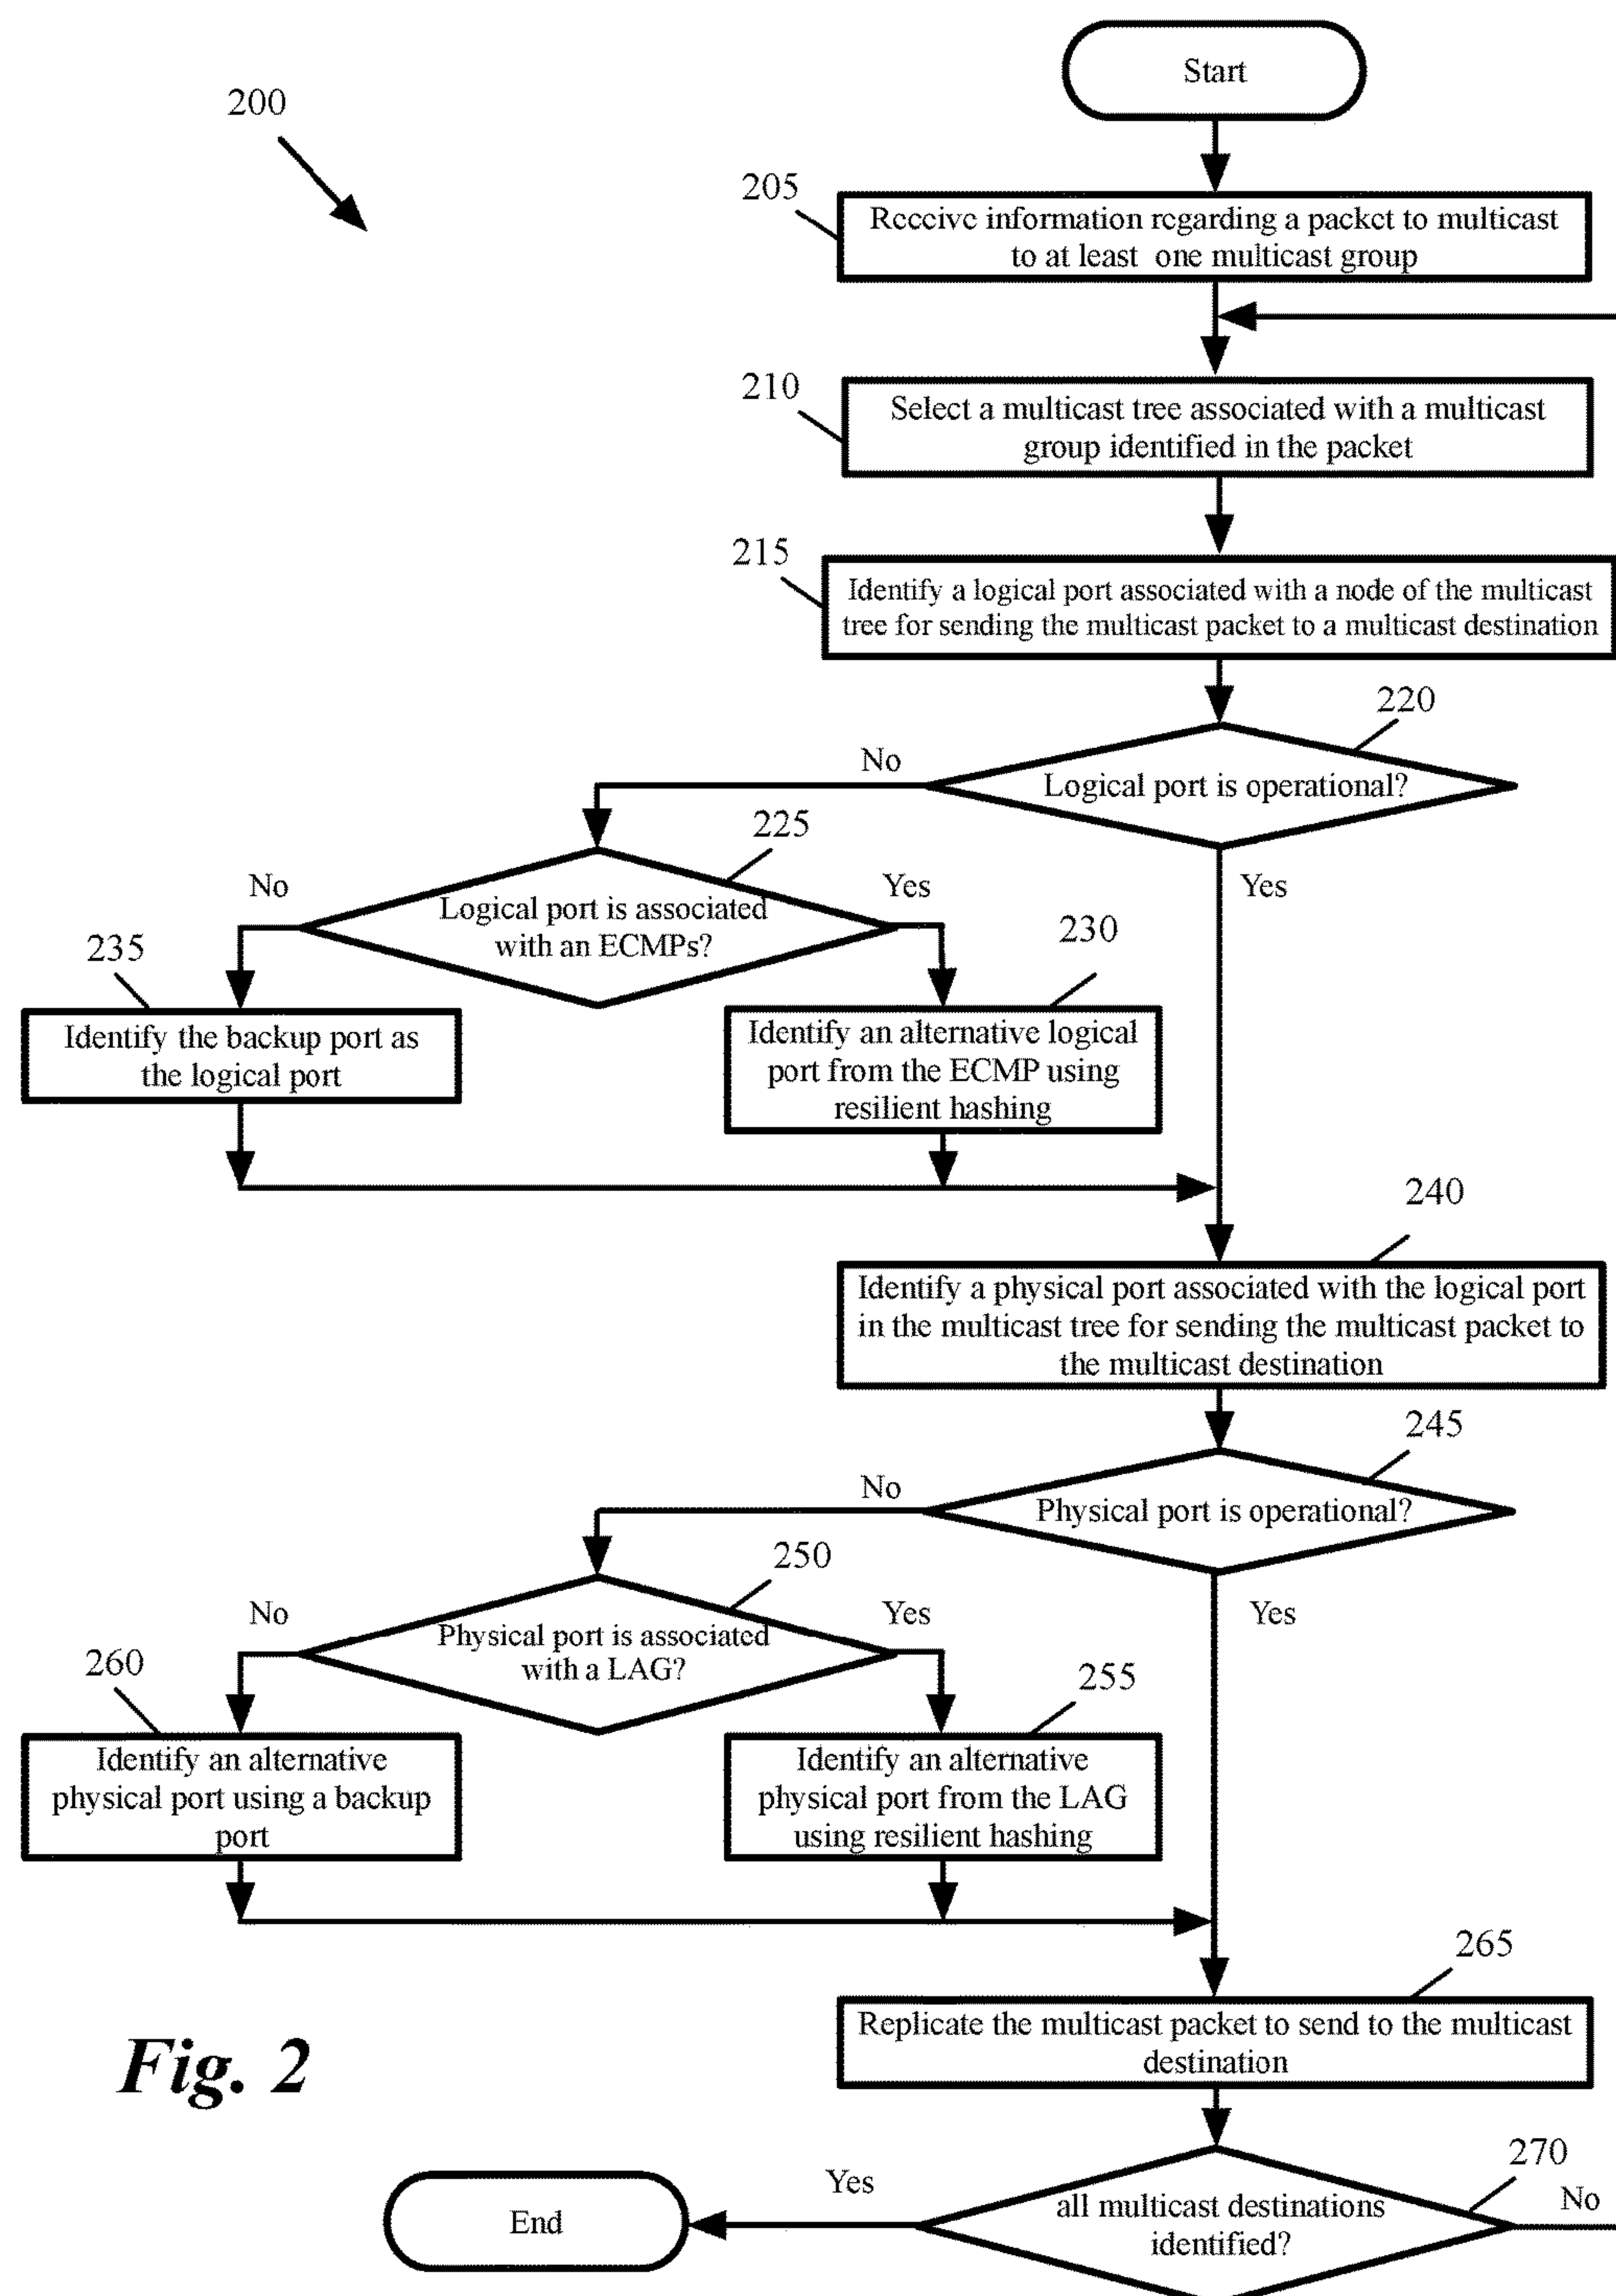 Start
200
205
Receive information regarding a packet to multicast
to at least one multicast group
210
Select a multicast tree associated with a multicast
group identified in the packet
215
Identify a logical port associated with a node of the multicast
tree for sending the multicast packet to a multicast destination
220
No
Logical port is operational?
225
No
Yes
Yes
Logical port is associated
with an ECMPs?
235
230
Identify the backup port as
the logical port
Identify an alternative logical
port from the ECMP using
resilient hashing
240
Identify a physical port associated with the logical port
in the multicast tree for sending the multicast packet to
the multicast destination
245
No
Physical port is operational?
250
No
Yes
Yes
Physical port is associated
with a LAG?
260
255
Identify an alternative
physical port using a backup
port
Identify an alternative
physical port from the LAG
using resilient hashing
265
Replicate the multicast packet to send to the multicast
destination
Fig. 2
270
Yes
No
all multicast destinations
identified?
End